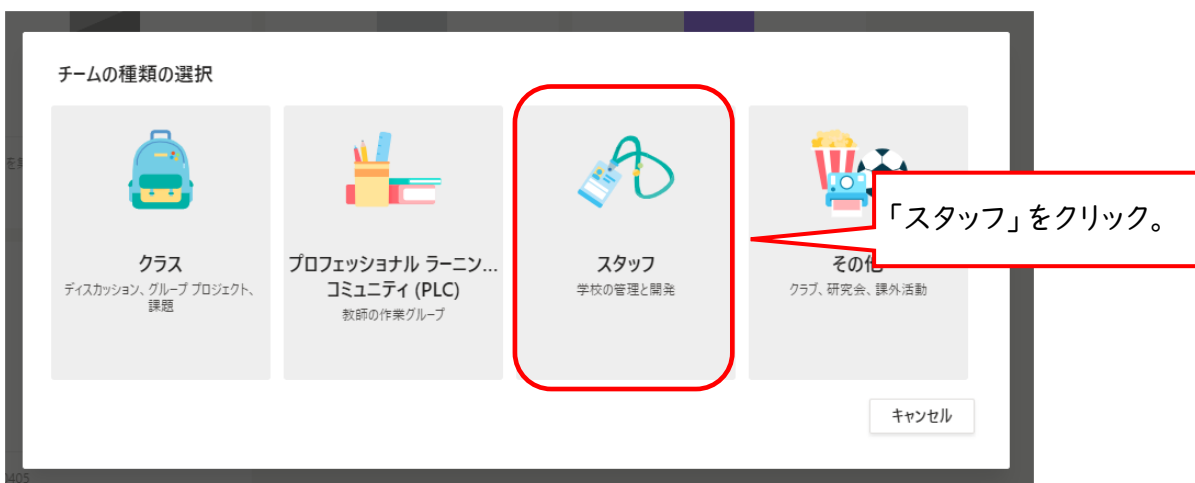 チームの種類の選択
クラス
ディスカッション、グループ プロジェクト、
課題
プロフェッショナル ラーニン...
コミュニティ (PLC)
教師の作業グループ
スタッフ
学校の管理と開発
その他
クラブ、研究会、課外活動
「スタッフ」をクリック。
キャンセル